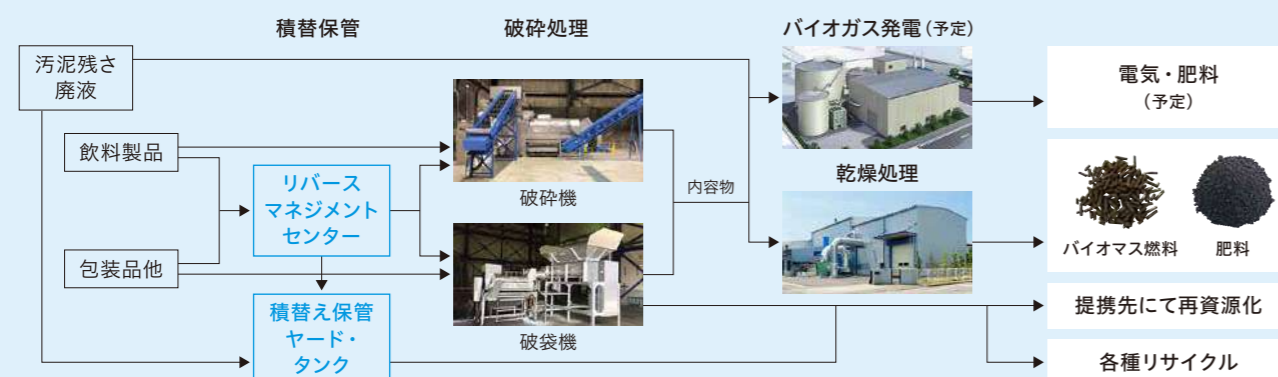 積替保管
破砕処理
バイオガス発電(予定)
汚泥残さ
廃液
飲料製品
包装品他
リバース
マネジメント
センター
積替え保管
ヤード・
タンク
破砕機
破袋機
内容物
乾燥処理
電気・肥料
(予定)
バイオマス燃料
肥料
提携先にて再資源化
各種リサイクル